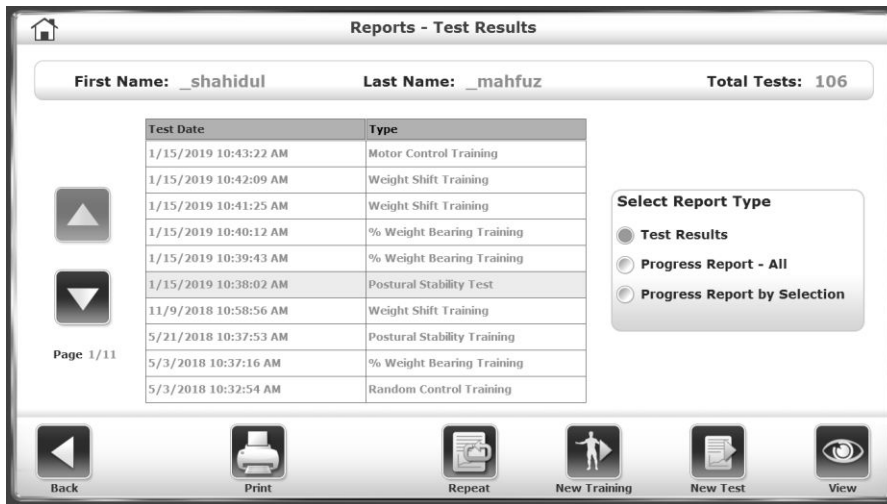 Reports - Test Results
First Name: _shahidul Last Name: _mahfuz Total Tests: 106
Test Date Type
1/15/2019 10:43:22 AM Motor Control Training
1/15/2019 10:42:09 AM Weight Shift Training
1/15/2019 10:41:25 AM Weight Shift Training
1/15/2019 10:40:12 AM % Weight Bearing Training
1/15/2019 10:39:43 AM % Weight Bearing Training
1/15/2019 10:38:02 AM Postural Stability Test
11/9/2018 10:58:56 AM Weight Shift Training
5/21/2018 10:37:53 AM Postural Stability Training
5/3/2018 10:37:16 AM % Weight Bearing Training
5/3/2018 10:32:54 AM Random Control Training
Page 1/11
Select Report Type
Test Results
Progress Report - All
Progress Report by Selection
Back Print Repeat New Training New Test View